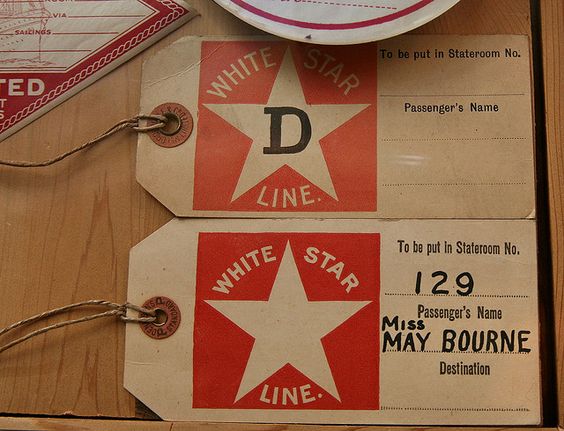 ROOM
VIA
SAILINGS
TED
T
S
WHITE STAR
D
LINE.
To be put in Stateroom No.
Passenger's Name
WHITE STAR
LINE.
To be put in Stateroom No.
129
Passenger's Name
Miss
MAY BOURNE
Destination